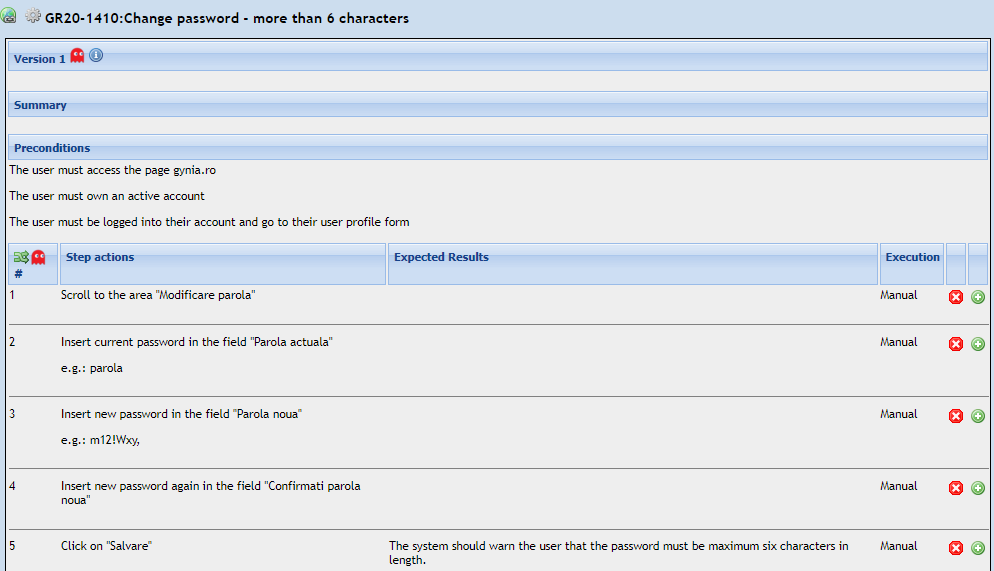 GR20-1410:Change password - more than 6 characters
Version 1
Summary
Preconditions
The user must access the page gynia.ro
The user must own an active account
The user must be logged into their account and go to their user profile form
# Step actions Expected Results Execution
1 Scroll to the area "Modificare parola" Manual
2 Insert current password in the field "Parola actuala" Manual
e.g.: parola
3 Insert new password in the field "Parola noua" Manual
e.g.: m12!Wxy,
4 Insert new password again in the field "Confirmati parola Manual
noua"
5 Click on "Salvare" The system should warn the user that the password must be maximum six characters in Manual
length.